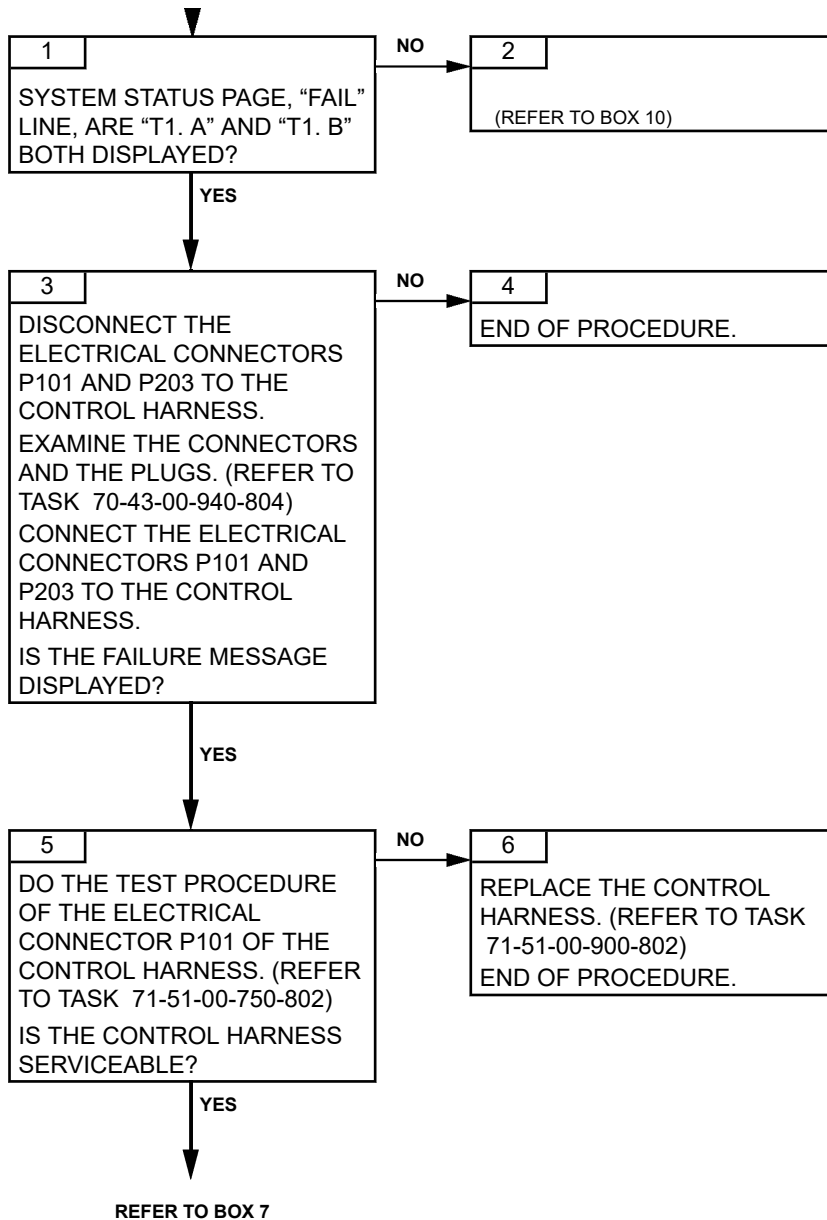 1
SYSTEM STATUS PAGE, “FAIL”
LINE, ARE “T1. A” AND “T1. B”
BOTH DISPLAYED?
NO
2
(REFER TO BOX 10)
YES
3
DISCONNECT THE
ELECTRICAL CONNECTORS
P101 AND P203 TO THE
CONTROL HARNESS.
EXAMINE THE CONNECTORS
AND THE PLUGS. (REFER TO
TASK 70-43-00-940-804)
CONNECT THE ELECTRICAL
CONNECTORS P101 AND
P203 TO THE CONTROL
HARNESS.
IS THE FAILURE MESSAGE
DISPLAYED?
NO
4
END OF PROCEDURE.
YES
5
DO THE TEST PROCEDURE
OF THE ELECTRICAL
CONNECTOR P101 OF THE
CONTROL HARNESS. (REFER
TO TASK 71-51-00-750-802)
IS THE CONTROL HARNESS
SERVICEABLE?
NO
6
REPLACE THE CONTROL
HARNESS. (REFER TO TASK
71-51-00-900-802)
END OF PROCEDURE.
YES
REFER TO BOX 7